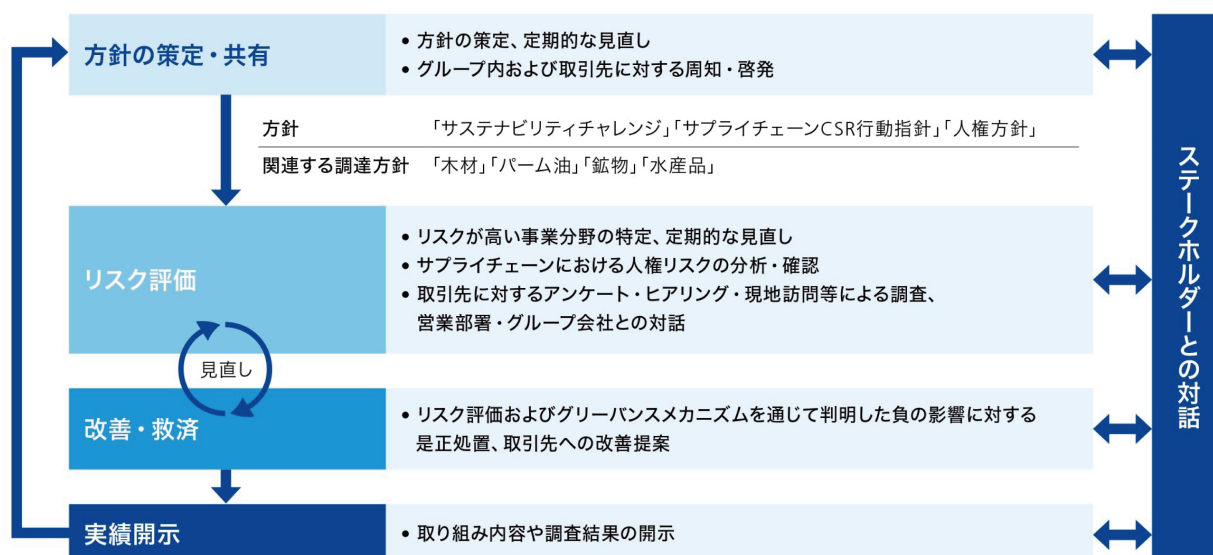 方針の策定・共有
• 方針の策定、定期的な見直し
• グループ内および取引先に対する周知・啓発
方針 「サステナビリティチャレンジ」「サプライチェーンCSR行動指針」「人権方針」
関連する調達方針 「木材」「パーム油」「鉱物」「水産品」
リスク評価
• リスクが高い事業分野の特定、定期的な見直し
• サプライチェーンにおける人権リスクの分析・確認
• 取引先に対するアンケート・ヒアリング・現地訪問等による調査、
営業部署・グループ会社との対話
見直し
改善・救済
• リスク評価およびグリーバンスメカニズムを通じて判明した負の影響に対する
是正処置、取引先への改善提案
実績開示
• 取り組み内容や調査結果の開示
ステークホルダーとの対話